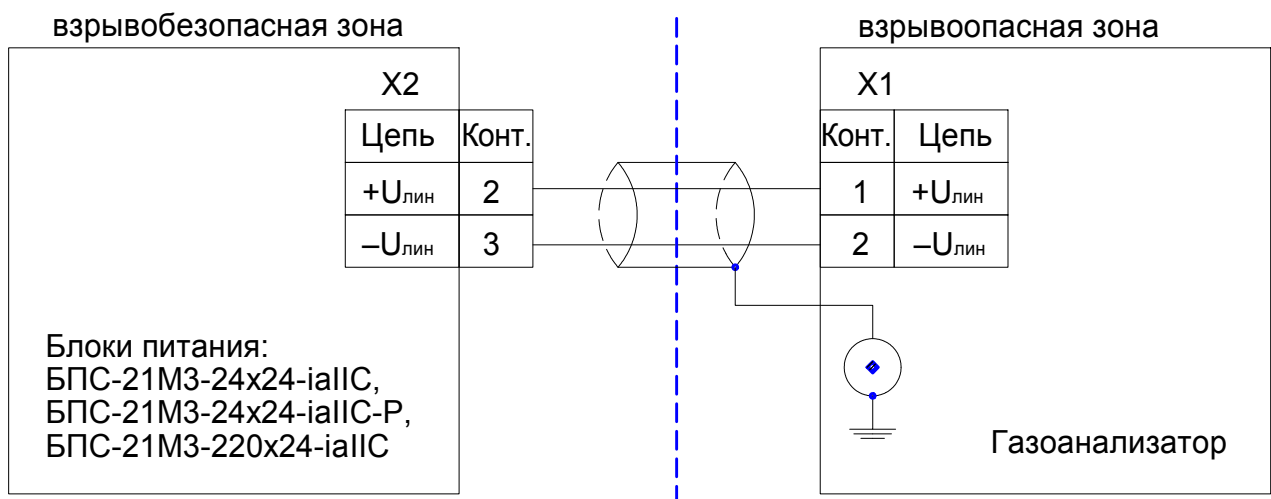 взрывобезопасная зона
взрывоопасная зона
X2
Цепь Конт.
+Uлин 2
–Uлин 3
X1
Конт. Цепь
1 +Uлин
2 –Uлин
Блоки питания:
БПС-21М3-24х24-iaIIC,
БПС-21М3-24х24-iaIIC-Р,
БПС-21М3-220х24-iaIIC
Газоанализатор